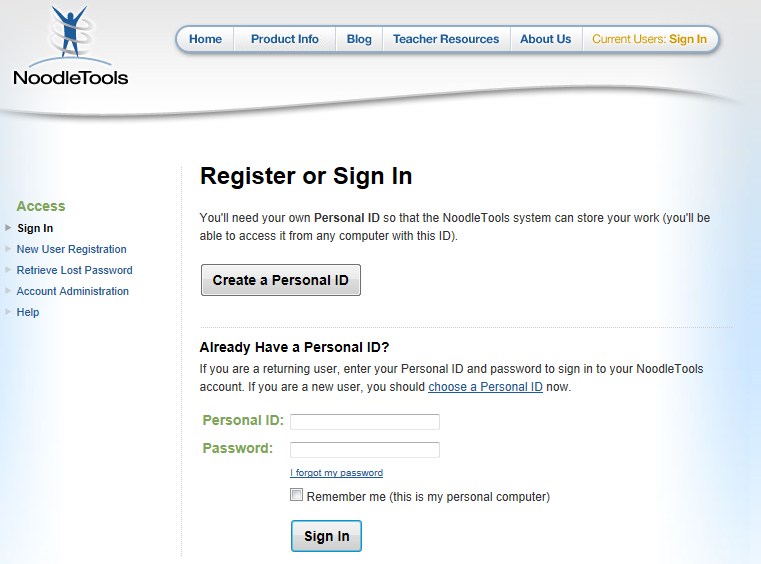 NoodleTools
Home Product Info Blog Teacher Resources About Us Current Users: Sign In
Access
Sign In
New User Registration
Retrieve Lost Password
Account Administration
Help
Register or Sign In
You'll need your own Personal ID so that the NoodleTools system can store your work (you'll be
able to access it from any computer with this ID).
Create a Personal ID
Already Have a Personal ID?
If you are a returning user, enter your Personal ID and password to sign in to your NoodleTools
account. If you are a new user, you should choose a Personal ID now.
Personal ID:
Password:
I forgot my password
Remember me (this is my personal computer)
Sign In